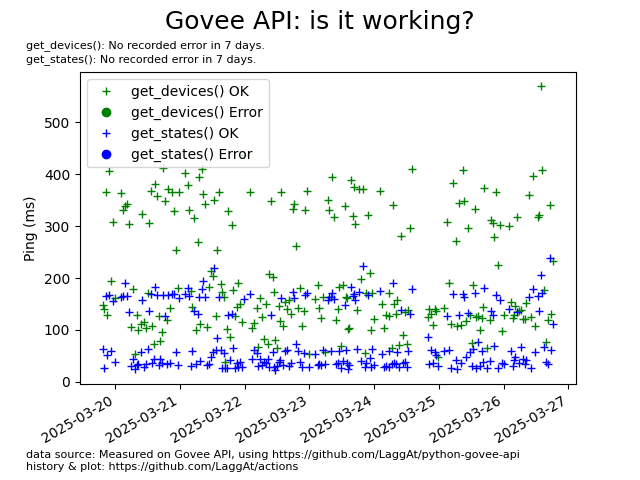 Govee API: is it working?
get_devices(): No recorded error in 7 days.
get_states(): No recorded error in 7 days.
get_devices() OK
get_devices() Error
get_states() OK
get_states() Error
Ping (ms)
500
400
300
200
100
0
2025-03-20
2025-03-21
2025-03-22
2025-03-23
2025-03-24
2025-03-25
2025-03-26
2025-03-27
data source: Measured on Govee API, using https://github.com/LaggAt/python-govee-api
history & plot: https://github.com/LaggAt/actions